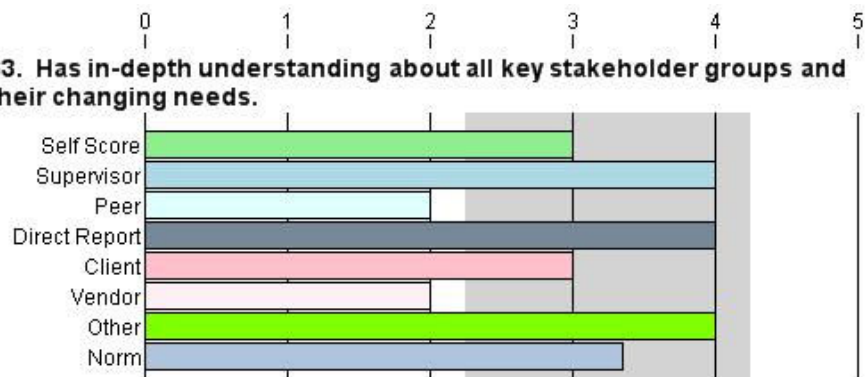 0 1 2 3 4 5
3. Has in-depth understanding about all key stakeholder groups and
heir changing needs.
Self Score
Supervisor
Peer
Direct Report
Client
Vendor
Other
Norm